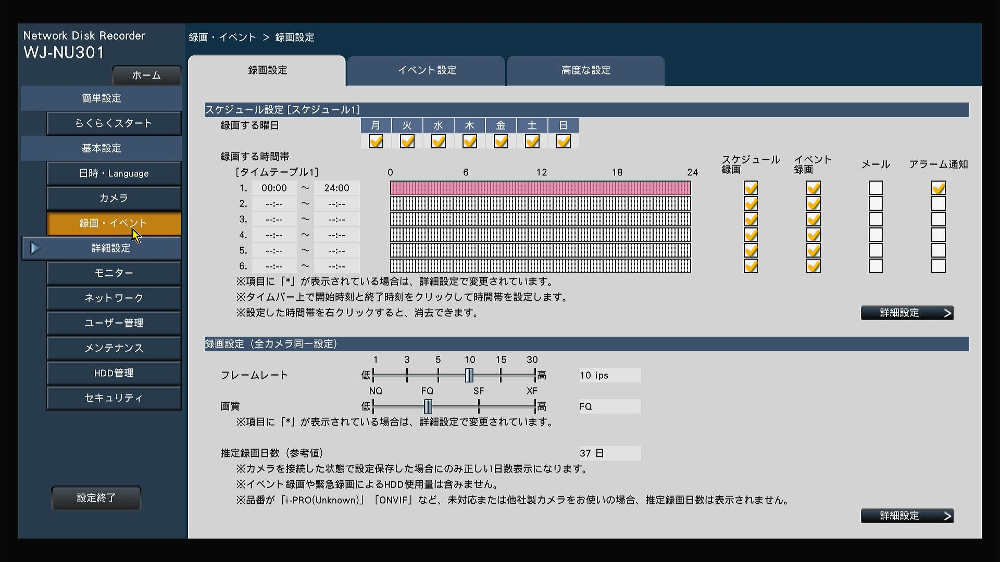 Network Disk Recorder
WJ-NU301
ホーム
簡単設定
らくらくスタート
基本設定
日時・Language
カメラ
録画・イベント
詳細設定
モニター
ネットワーク
ユーザー管理
メンテナンス
HDD管理
セキュリティ
設定終了
録画・イベント > 録画設定
録画設定 イベント設定 高度な設定
スケジュール設定 [スケジュール1]
録画する曜日 月 火 水 木 金 土 日
録画する時間帯
[タイムテーブル1] 0 6 12 18 24 スケジュール録画 イベント録画 メール アラーム通知
1. 00:00 ～ 24:00
2. --:-- ～ --:--
3. --:-- ～ --:--
4. --:-- ～ --:--
5. --:-- ～ --:--
6. --:-- ～ --:--
※項目に「*」が表示されている場合は、詳細設定で変更されています。
※タイムバー上で開始時刻と終了時刻をクリックして時間帯を設定します。
※設定した時間帯を右クリックすると、消去できます。
詳細設定 >
録画設定（全カメラ同一設定）
1 3 5 10 15 30
フレームレート 低 高 10 ips
NQ FQ SF XF
画質 低 高 FQ
※項目に「*」が表示されている場合は、詳細設定で変更されています。
推定録画日数（参考値） 37 日
※カメラを接続した状態で設定保存した場合にのみ正しい日数表示になります。
※イベント録画や緊急録画によるHDD使用量は含みません。
※品番が「i-PRO(Unknown)」「ONVIF」など、未対応または他社製カメラをお使いの場合、推定録画日数は表示されません。
詳細設定 >